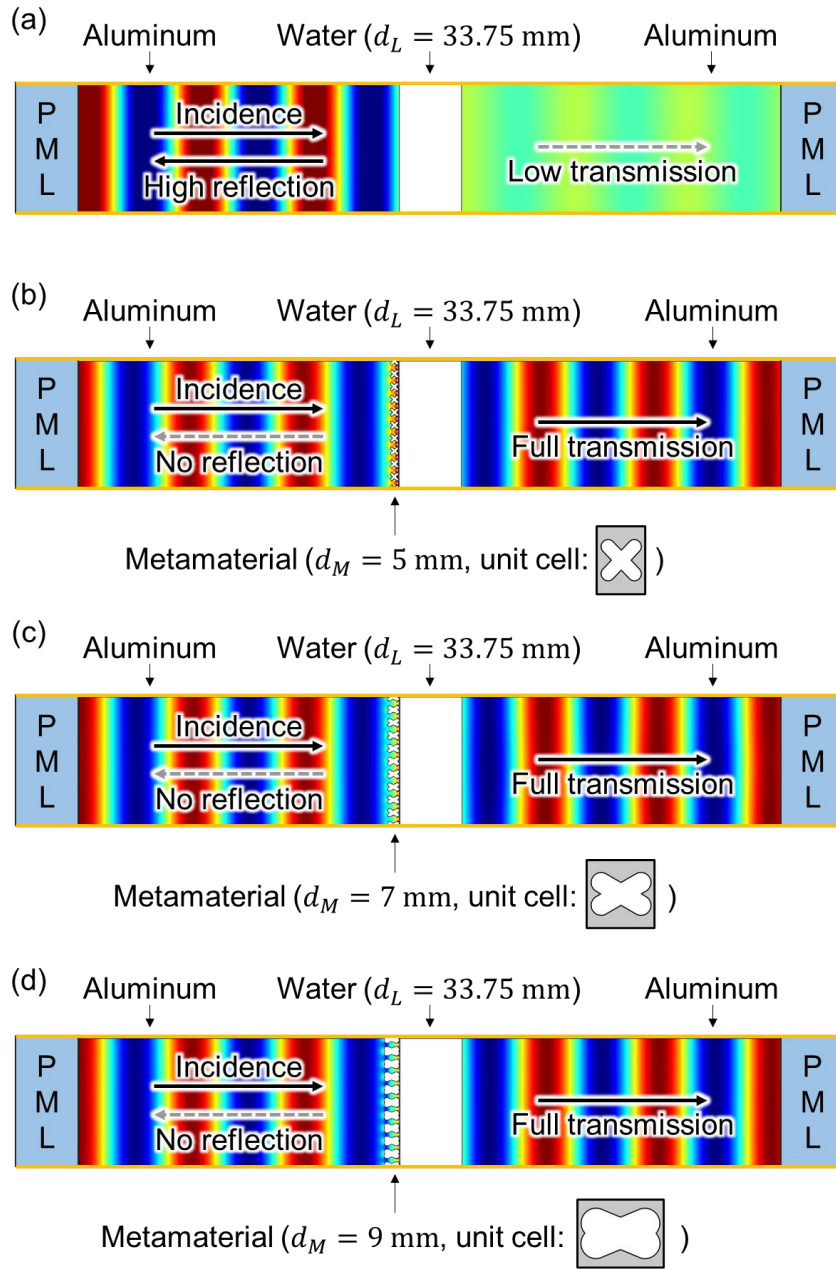 (a)
Aluminum Water (d_L = 33.75 mm) Aluminum
P M L
Incidence
High reflection
Low transmission
P M L
(b)
Aluminum Water (d_L = 33.75 mm) Aluminum
P M L
Incidence
No reflection
Full transmission
P M L
Metamaterial (d_M = 5 mm, unit cell: )
(c)
Aluminum Water (d_L = 33.75 mm) Aluminum
P M L
Incidence
No reflection
Full transmission
P M L
Metamaterial (d_M = 7 mm, unit cell: )
(d)
Aluminum Water (d_L = 33.75 mm) Aluminum
P M L
Incidence
No reflection
Full transmission
P M L
Metamaterial (d_M = 9 mm, unit cell: )